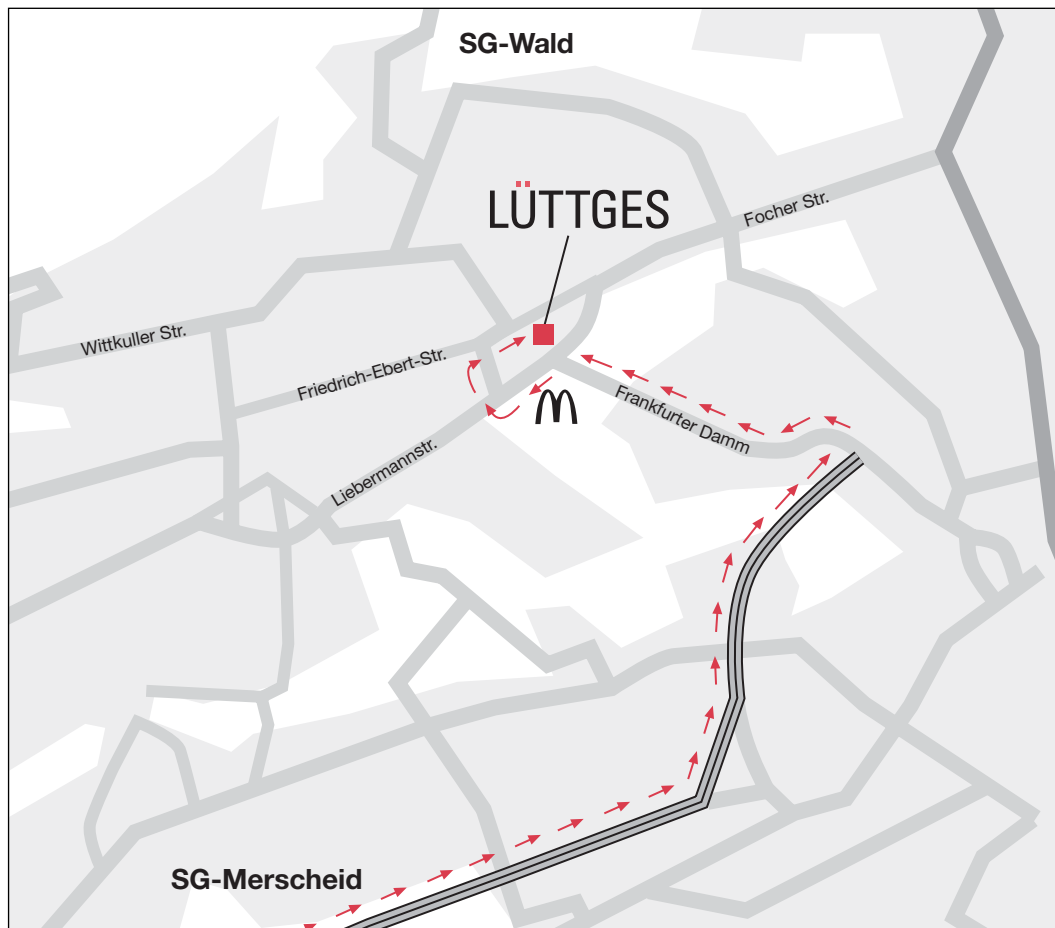 SG-Wald
LÜTTGES
Focher Str.
Wittkuller Str.
Friedrich-Ebert-Str.
Frankfurter Damm
Liebermannstr.
SG-Merscheid